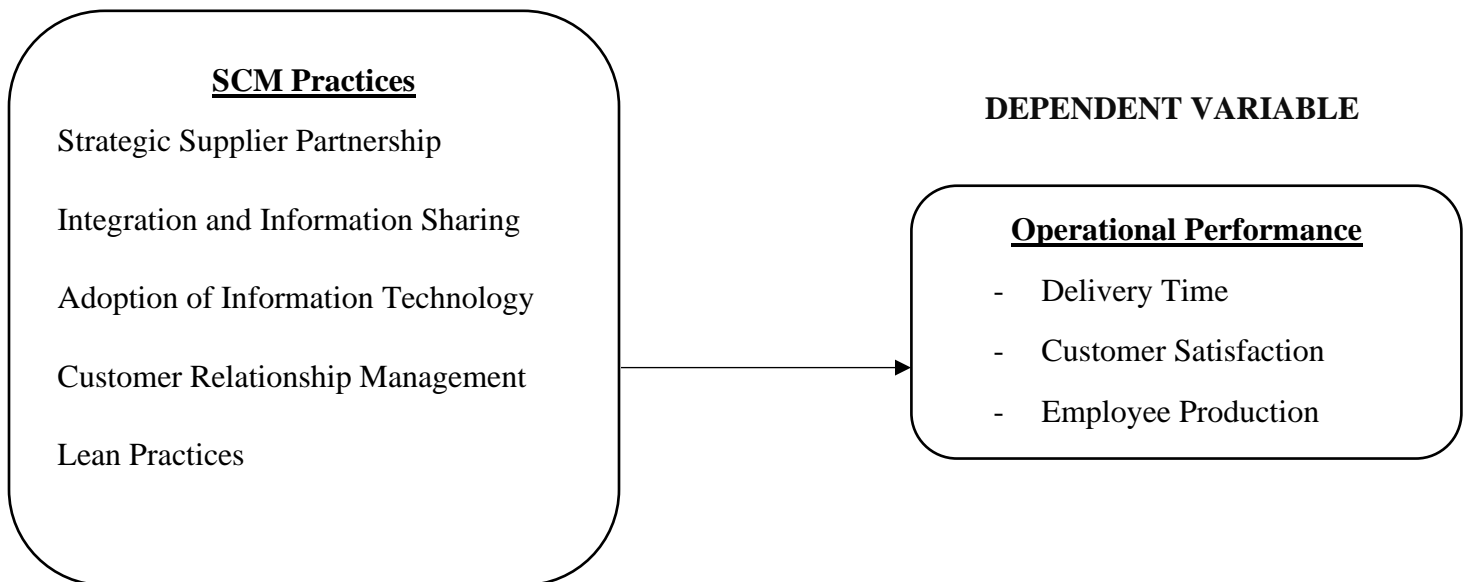 SCM Practices
Strategic Supplier Partnership
Integration and Information Sharing
Adoption of Information Technology
Customer Relationship Management
Lean Practices
DEPENDENT VARIABLE
Operational Performance
- Delivery Time
- Customer Satisfaction
- Employee Production